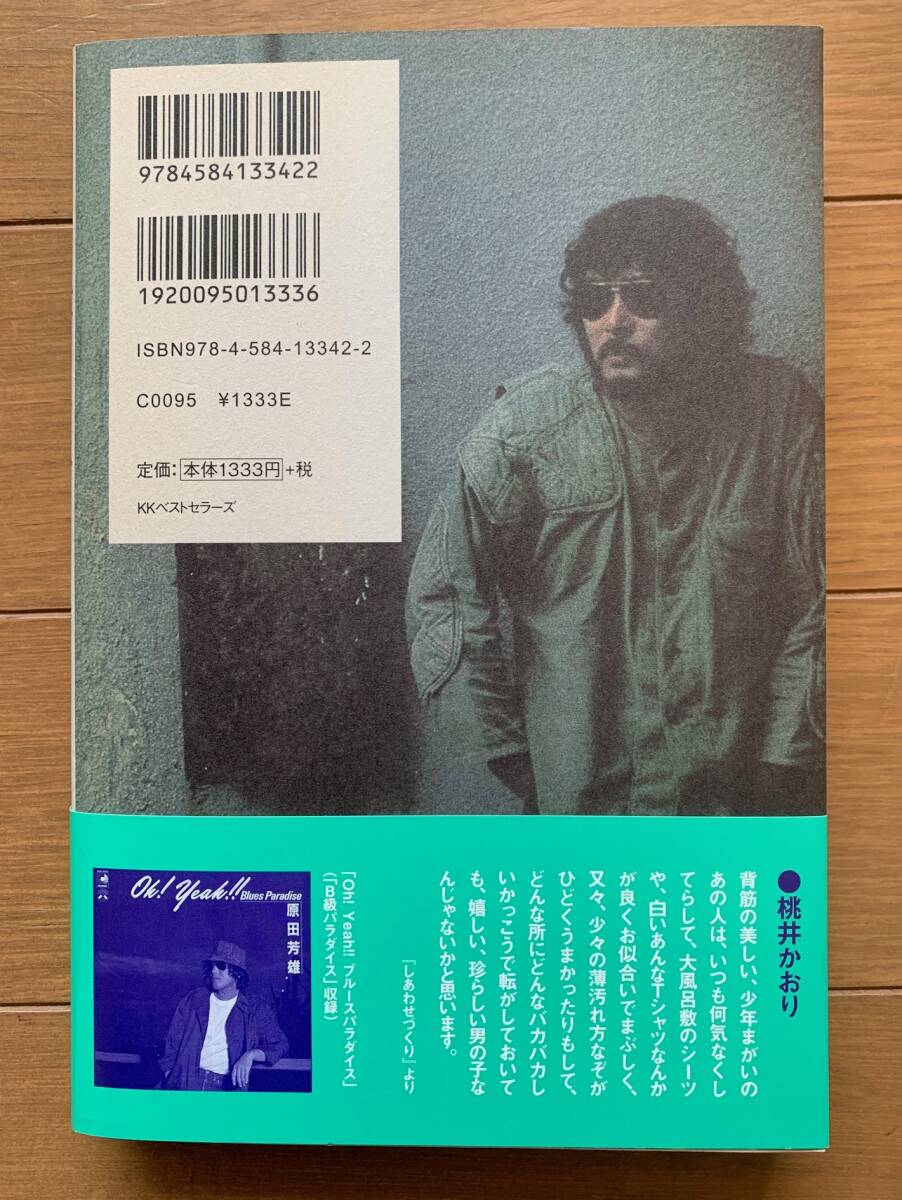 9784584133422
1920095013336
ISBN978-4-584-13342-2
C0095 ¥1333E
定価：本体1333円+税
KKベストセラーズ
●桃井かおり
背筋の美しい、少年まがいの
あの人は、いつも何気なくし
てらして、大風呂敷のシーツ
や、白いあんなTシャツなんか
が良くお似合いでまぶしく、
又々、少々の薄汚れ方なぞが
ひどくうまかったりもして、
どんな所にどんなバカバカし
いかっこうで転がしておいて
も、嬉しい、珍らしい男の子な
んじゃないかと思います。
『しあわせづくり』より
「Oh! Yeah!! ブルースパラダイス」
（「B級パラダイス」収録）
Oh! Yeah!!
Blues Paradise
原田芳雄